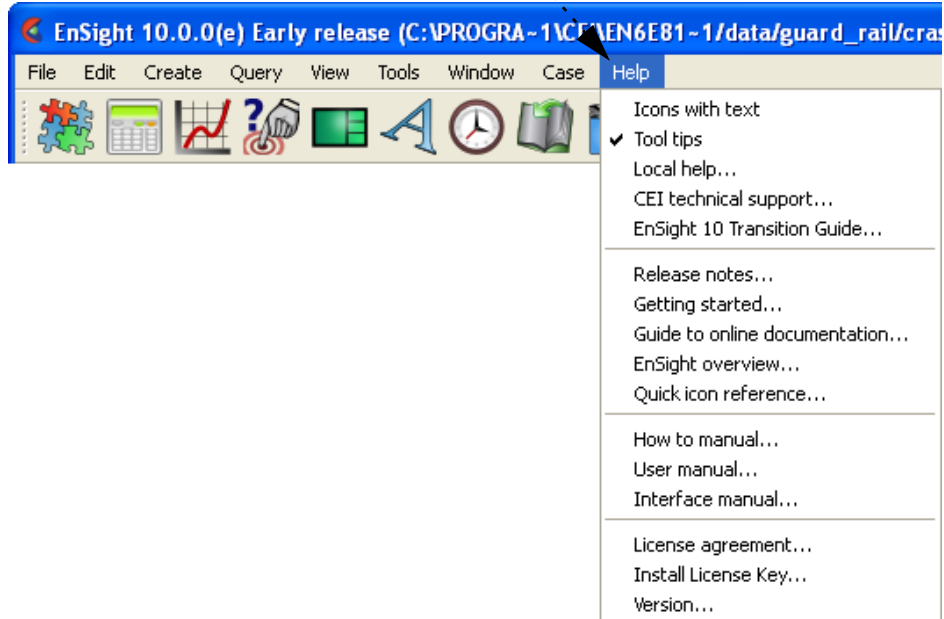 EnSight 10.0.0(e) Early release (C:\PROGRA~1\CEI\EN6E81~1/data/guard_rail/cras
File Edit Create Query View Tools Window Case Help
Icons with text
Tool tips
Local help...
CEI technical support...
EnSight 10 Transition Guide...
Release notes...
Getting started...
Guide to online documentation...
EnSight overview...
Quick icon reference...
How to manual...
User manual...
Interface manual...
License agreement...
Install License Key...
Version...